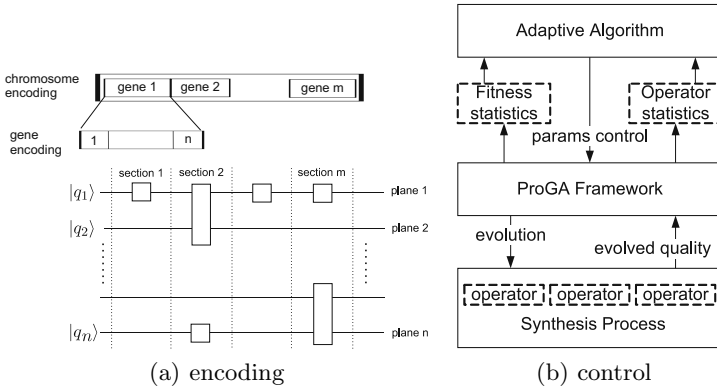 chromosome
encoding
gene 1
gene 2
gene m
gene
encoding
1
n
section 1
section 2
section m
|q₁⟩
plane 1
|q₂⟩
plane 2
|qₙ⟩
plane n
(a) encoding
Adaptive Algorithm
Fitness
statistics
Operator
statistics
params control
ProGA Framework
evolution
evolved quality
operator
operator
operator
Synthesis Process
(b) control